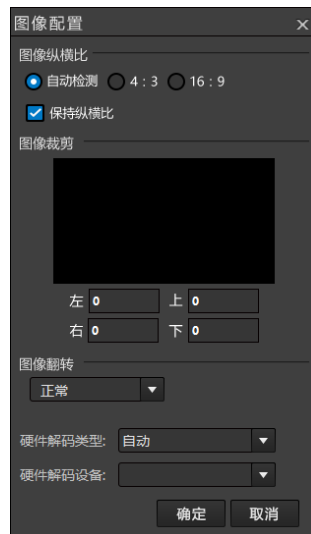 图像配置
图像纵横比
自动检测 4 : 3 16 : 9
保持纵横比
图像裁剪
左 0 上 0
右 0 下 0
图像翻转
正常
硬件解码类型: 自动
硬件解码设备:
确定 取消